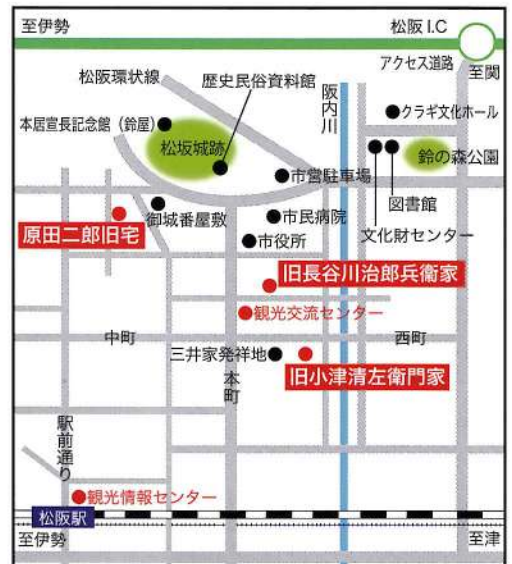 至伊勢
松阪I.C
アクセス道路
至関
松阪環状線
歴史民俗資料館
阪内川
クラギ文化ホール
本居宣長記念館（鈴屋）
松坂城跡
鈴の森公園
市営駐車場
図書館
御城番屋敷
市民病院
文化財センター
原田二郎旧宅
市役所
旧長谷川治郎兵衞家
観光交流センター
中町
西町
三井家発祥地
本町
旧小津清左衛門家
駅前通り
観光情報センター
松阪駅
至伊勢
至津